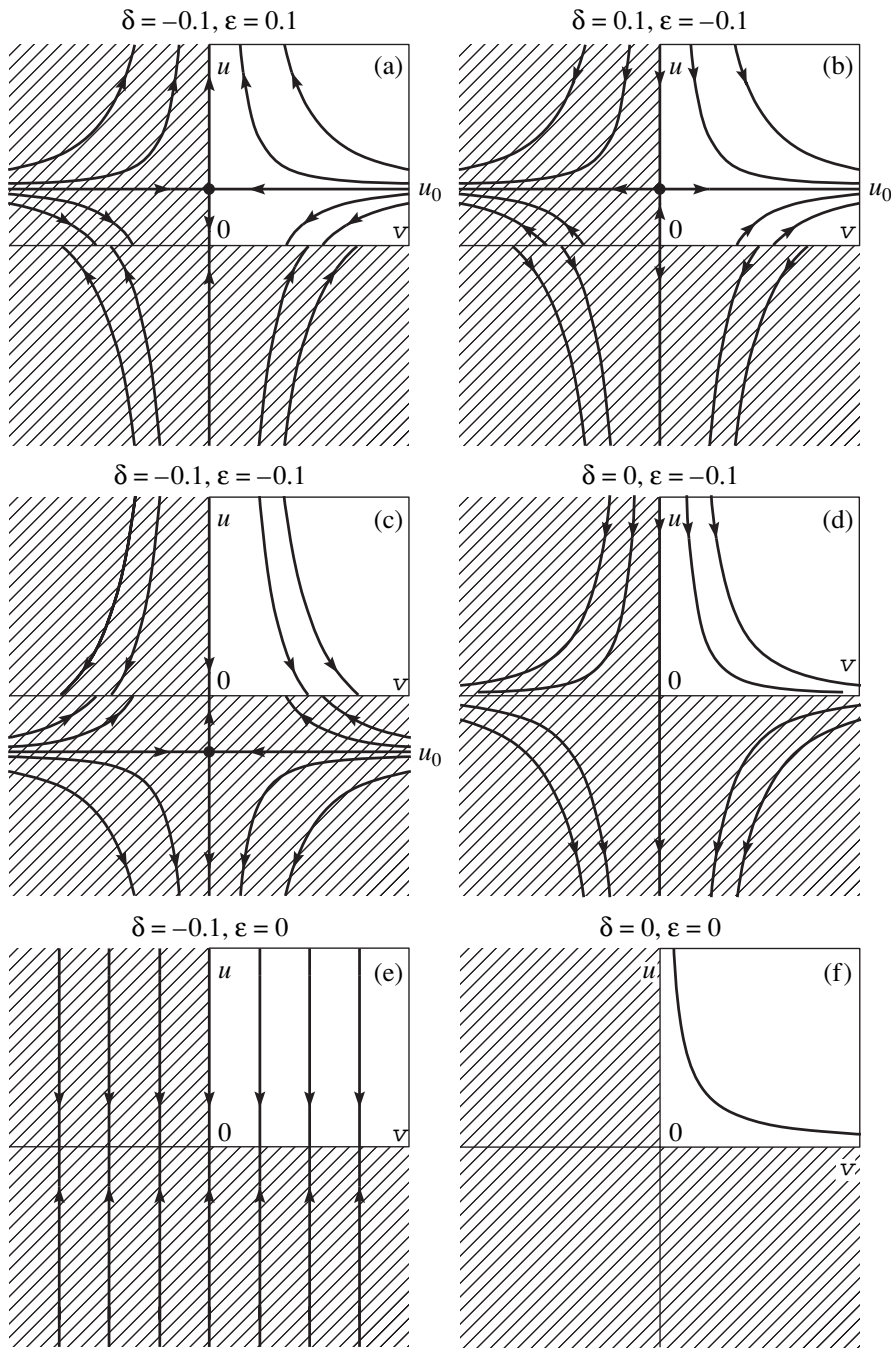 δ = –0.1, ε = 0.1
u
(a)
u₀
0
v
δ = 0.1, ε = –0.1
u
(b)
u₀
0
v
δ = –0.1, ε = –0.1
u
(c)
0
v
u₀
δ = 0, ε = –0.1
u
(d)
0
v
δ = –0.1, ε = 0
u
(e)
0
v
δ = 0, ε = 0
u
(f)
0
v